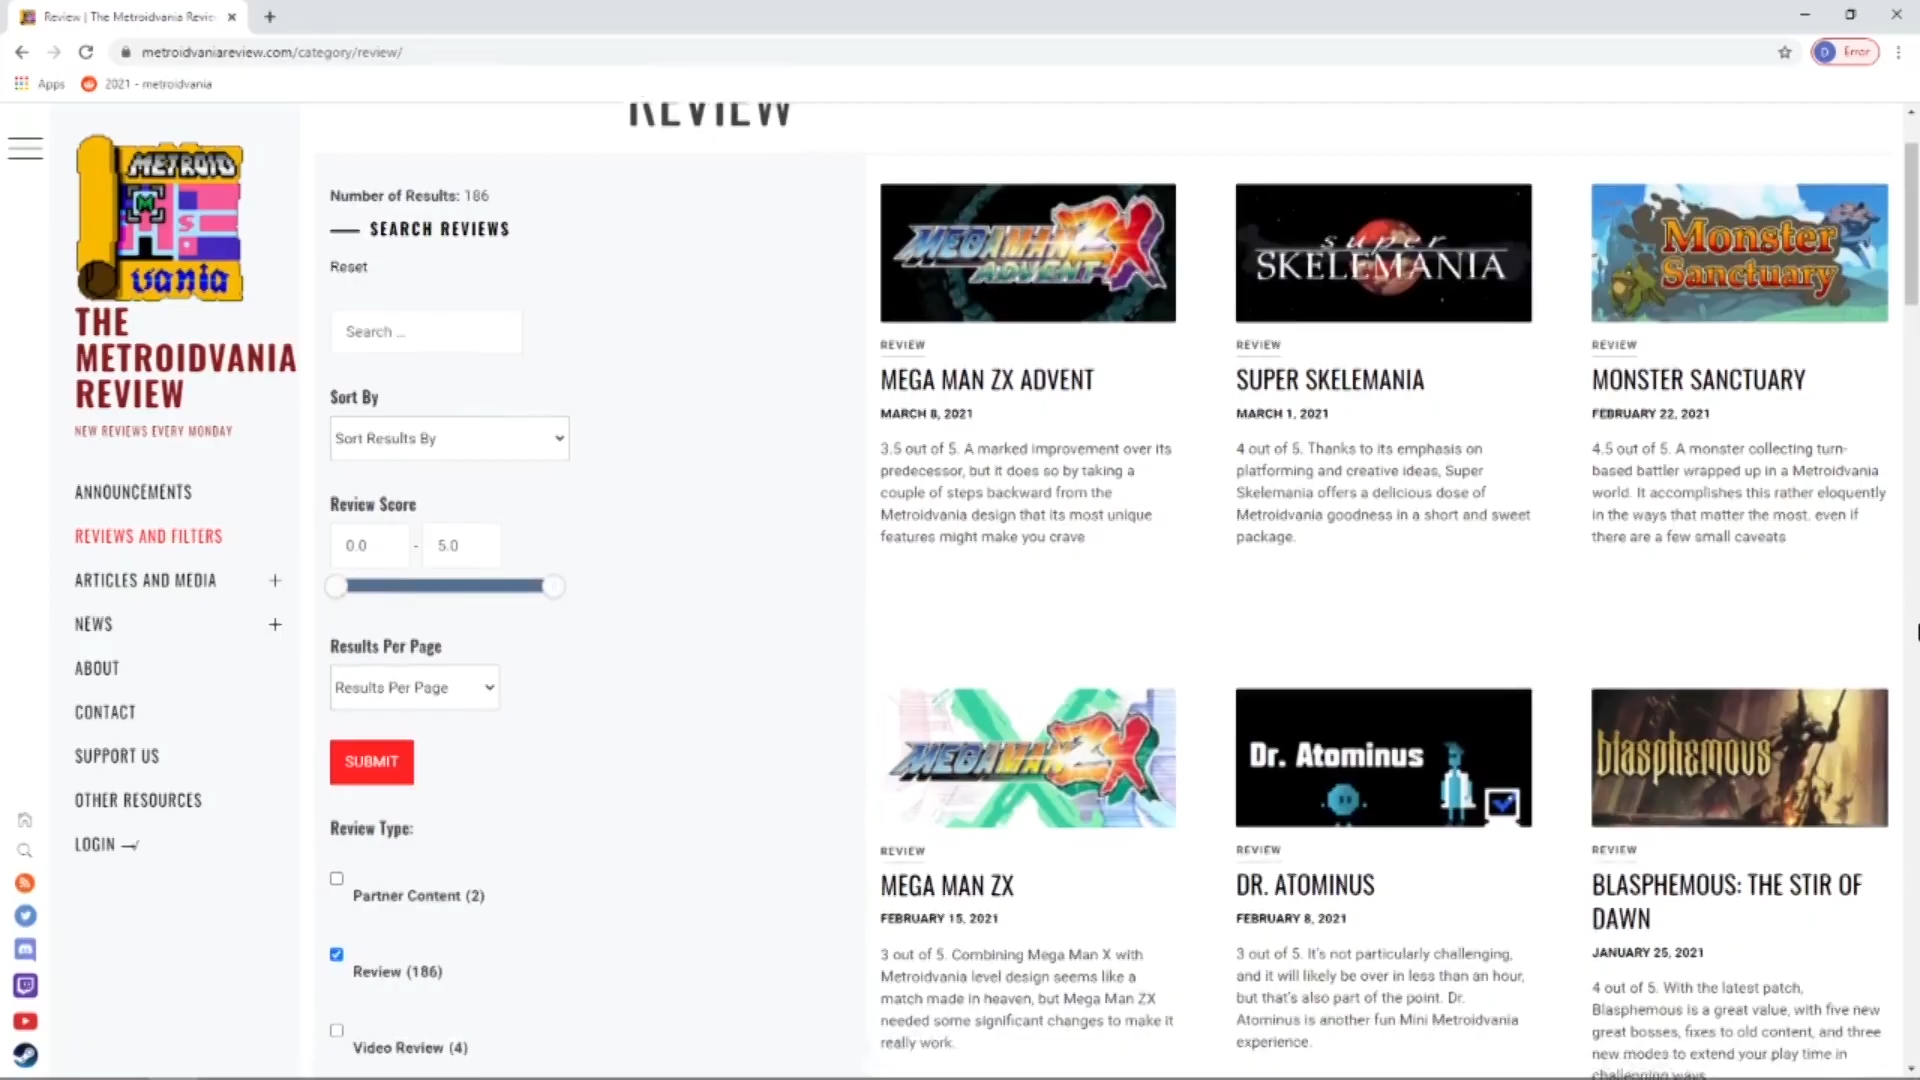 Review | The Metroidvania Revie
metroidvaniareview.com/category/review/
D Error
Apps
2021 - metroidvania
METROID
vania
THE
METROIDVANIA
REVIEW
NEW REVIEWS EVERY MONDAY
ANNOUNCEMENTS
REVIEWS AND FILTERS
ARTICLES AND MEDIA +
NEWS +
ABOUT
CONTACT
SUPPORT US
OTHER RESOURCES
LOGIN
REVIEW
Number of Results: 186
SEARCH REVIEWS
Reset
Search ...
Sort By
Sort Results By
Review Score
0.0 - 5.0
Results Per Page
Results Per Page
SUBMIT
Review Type:
Partner Content (2)
Review (186)
Video Review (4)
MEGAMAN ZX
ADVENT
REVIEW
MEGA MAN ZX ADVENT
MARCH 8, 2021
3.5 out of 5. A marked improvement over its
predecessor, but it does so by taking a
couple of steps backward from the
Metroidvania design that its most unique
features might make you crave
super
SKELEMANIA
REVIEW
SUPER SKELEMANIA
MARCH 1, 2021
4 out of 5. Thanks to its emphasis on
platforming and creative ideas, Super
Skelemania offers a delicious dose of
Metroidvania goodness in a short and sweet
package.
Monster
Sanctuary
REVIEW
MONSTER SANCTUARY
FEBRUARY 22, 2021
4.5 out of 5. A monster collecting turn-
based battler wrapped up in a Metroidvania
world. It accomplishes this rather eloquently
in the ways that matter the most, even if
there are a few small caveats
MEGAMAN ZX
REVIEW
MEGA MAN ZX
FEBRUARY 15, 2021
3 out of 5. Combining Mega Man X with
Metroidvania level design seems like a
match made in heaven, but Mega Man ZX
needed some significant changes to make it
really work.
Dr. Atominus
REVIEW
DR. ATOMINUS
FEBRUARY 8, 2021
3 out of 5. It's not particularly challenging,
and it will likely be over in less than an hour,
but that's also part of the point. Dr.
Atominus is another fun Mini Metroidvania
experience.
blasphemous
REVIEW
BLASPHEMOUS: THE STIR OF
DAWN
JANUARY 25, 2021
4 out of 5. With the latest patch,
Blasphemous is a great value, with five new
great bosses, fixes to old content, and three
new modes to extend your play time in
challenging ways